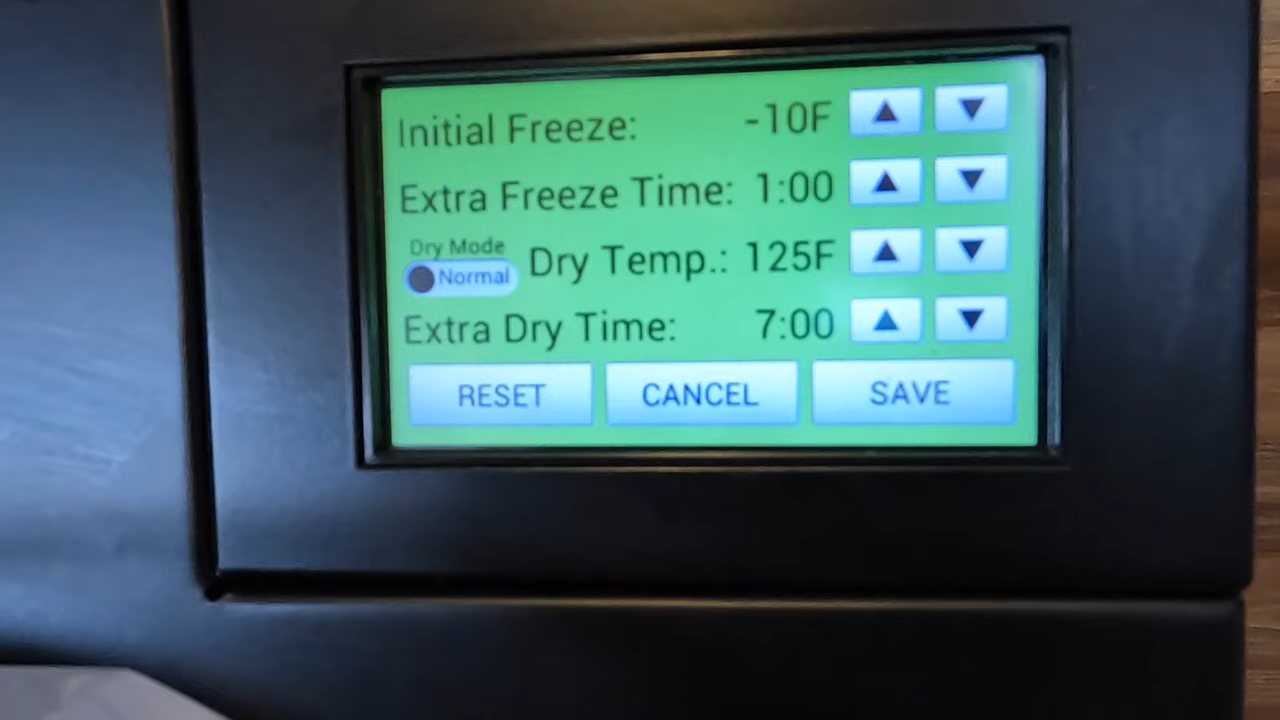 Initial Freeze: -10F
Extra Freeze Time: 1:00
Dry Mode
Normal Dry Temp.: 125F
Extra Dry Time: 7:00
RESET CANCEL SAVE